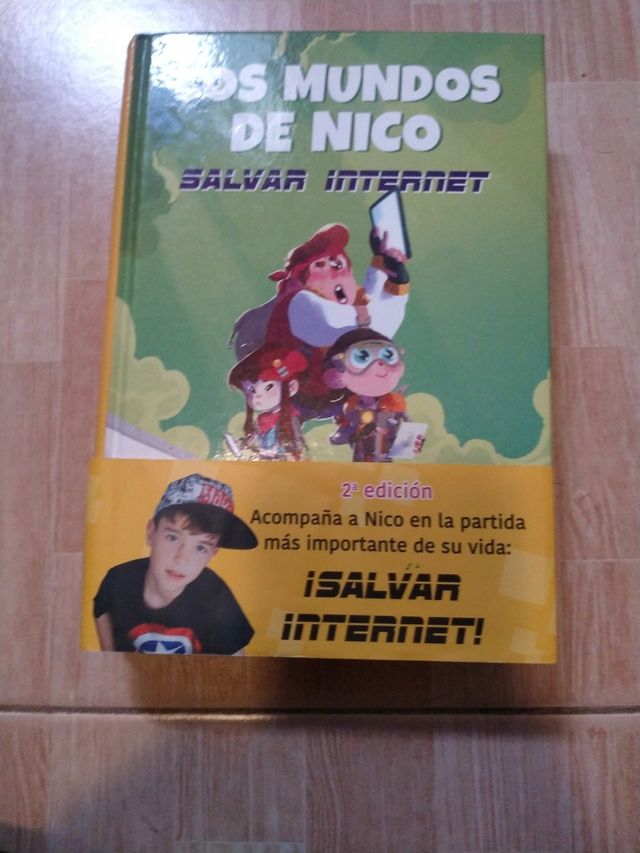 LOS MUNDOS
DE NICO
SALVAR INTERNET
2ª edición
Acompaña a Nico en la partida
más importante de su vida:
¡SALVAR
INTERNET!